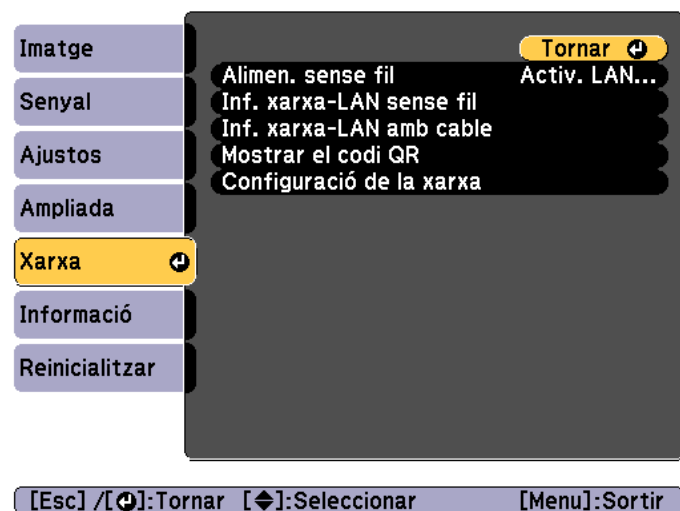 Imatge
Senyal
Ajustos
Ampliada
Xarxa
Informació
Reinicialitzar
Tornar
Alimen. sense fil Activ. LAN...
Inf. xarxa-LAN sense fil
Inf. xarxa-LAN amb cable
Mostrar el codi QR
Configuració de la xarxa
[Esc] /[⏎]:Tornar [◆]:Seleccionar [Menu]:Sortir